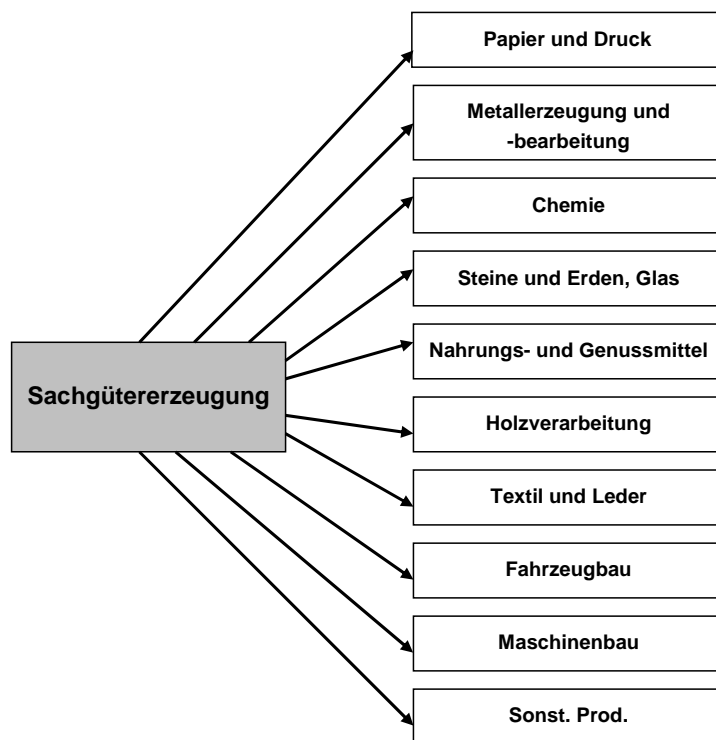 Papier und Druck
Metallerzeugung und
-bearbeitung
Chemie
Steine und Erden, Glas
Nahrungs- und Genussmittel
Sachgütererzeugung
Holzverarbeitung
Textil und Leder
Fahrzeugbau
Maschinenbau
Sonst. Prod.